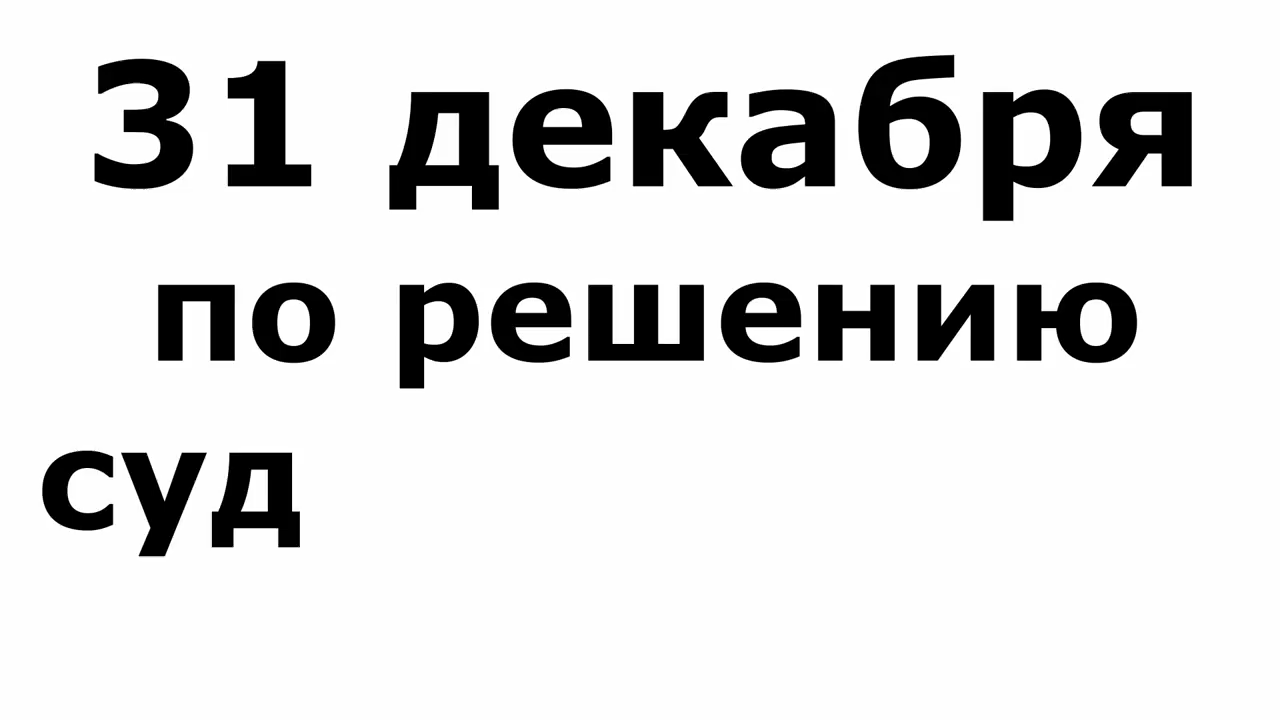 31 декабря
по решению
суд